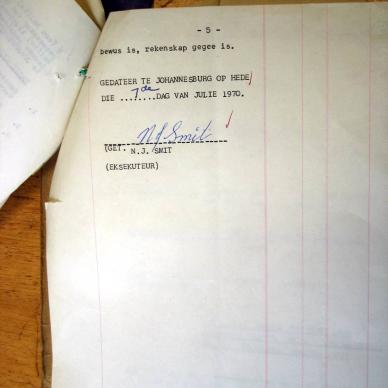 - 5 -
bewus is, rekenskap gegee is.
GEDATEER TE JOHANNESBURG OP HEDE
DIE ..7de......DAG VAN JULIE 1970.
N J Smit
(GET. N.J. SMIT
(EKSEKUTEUR)